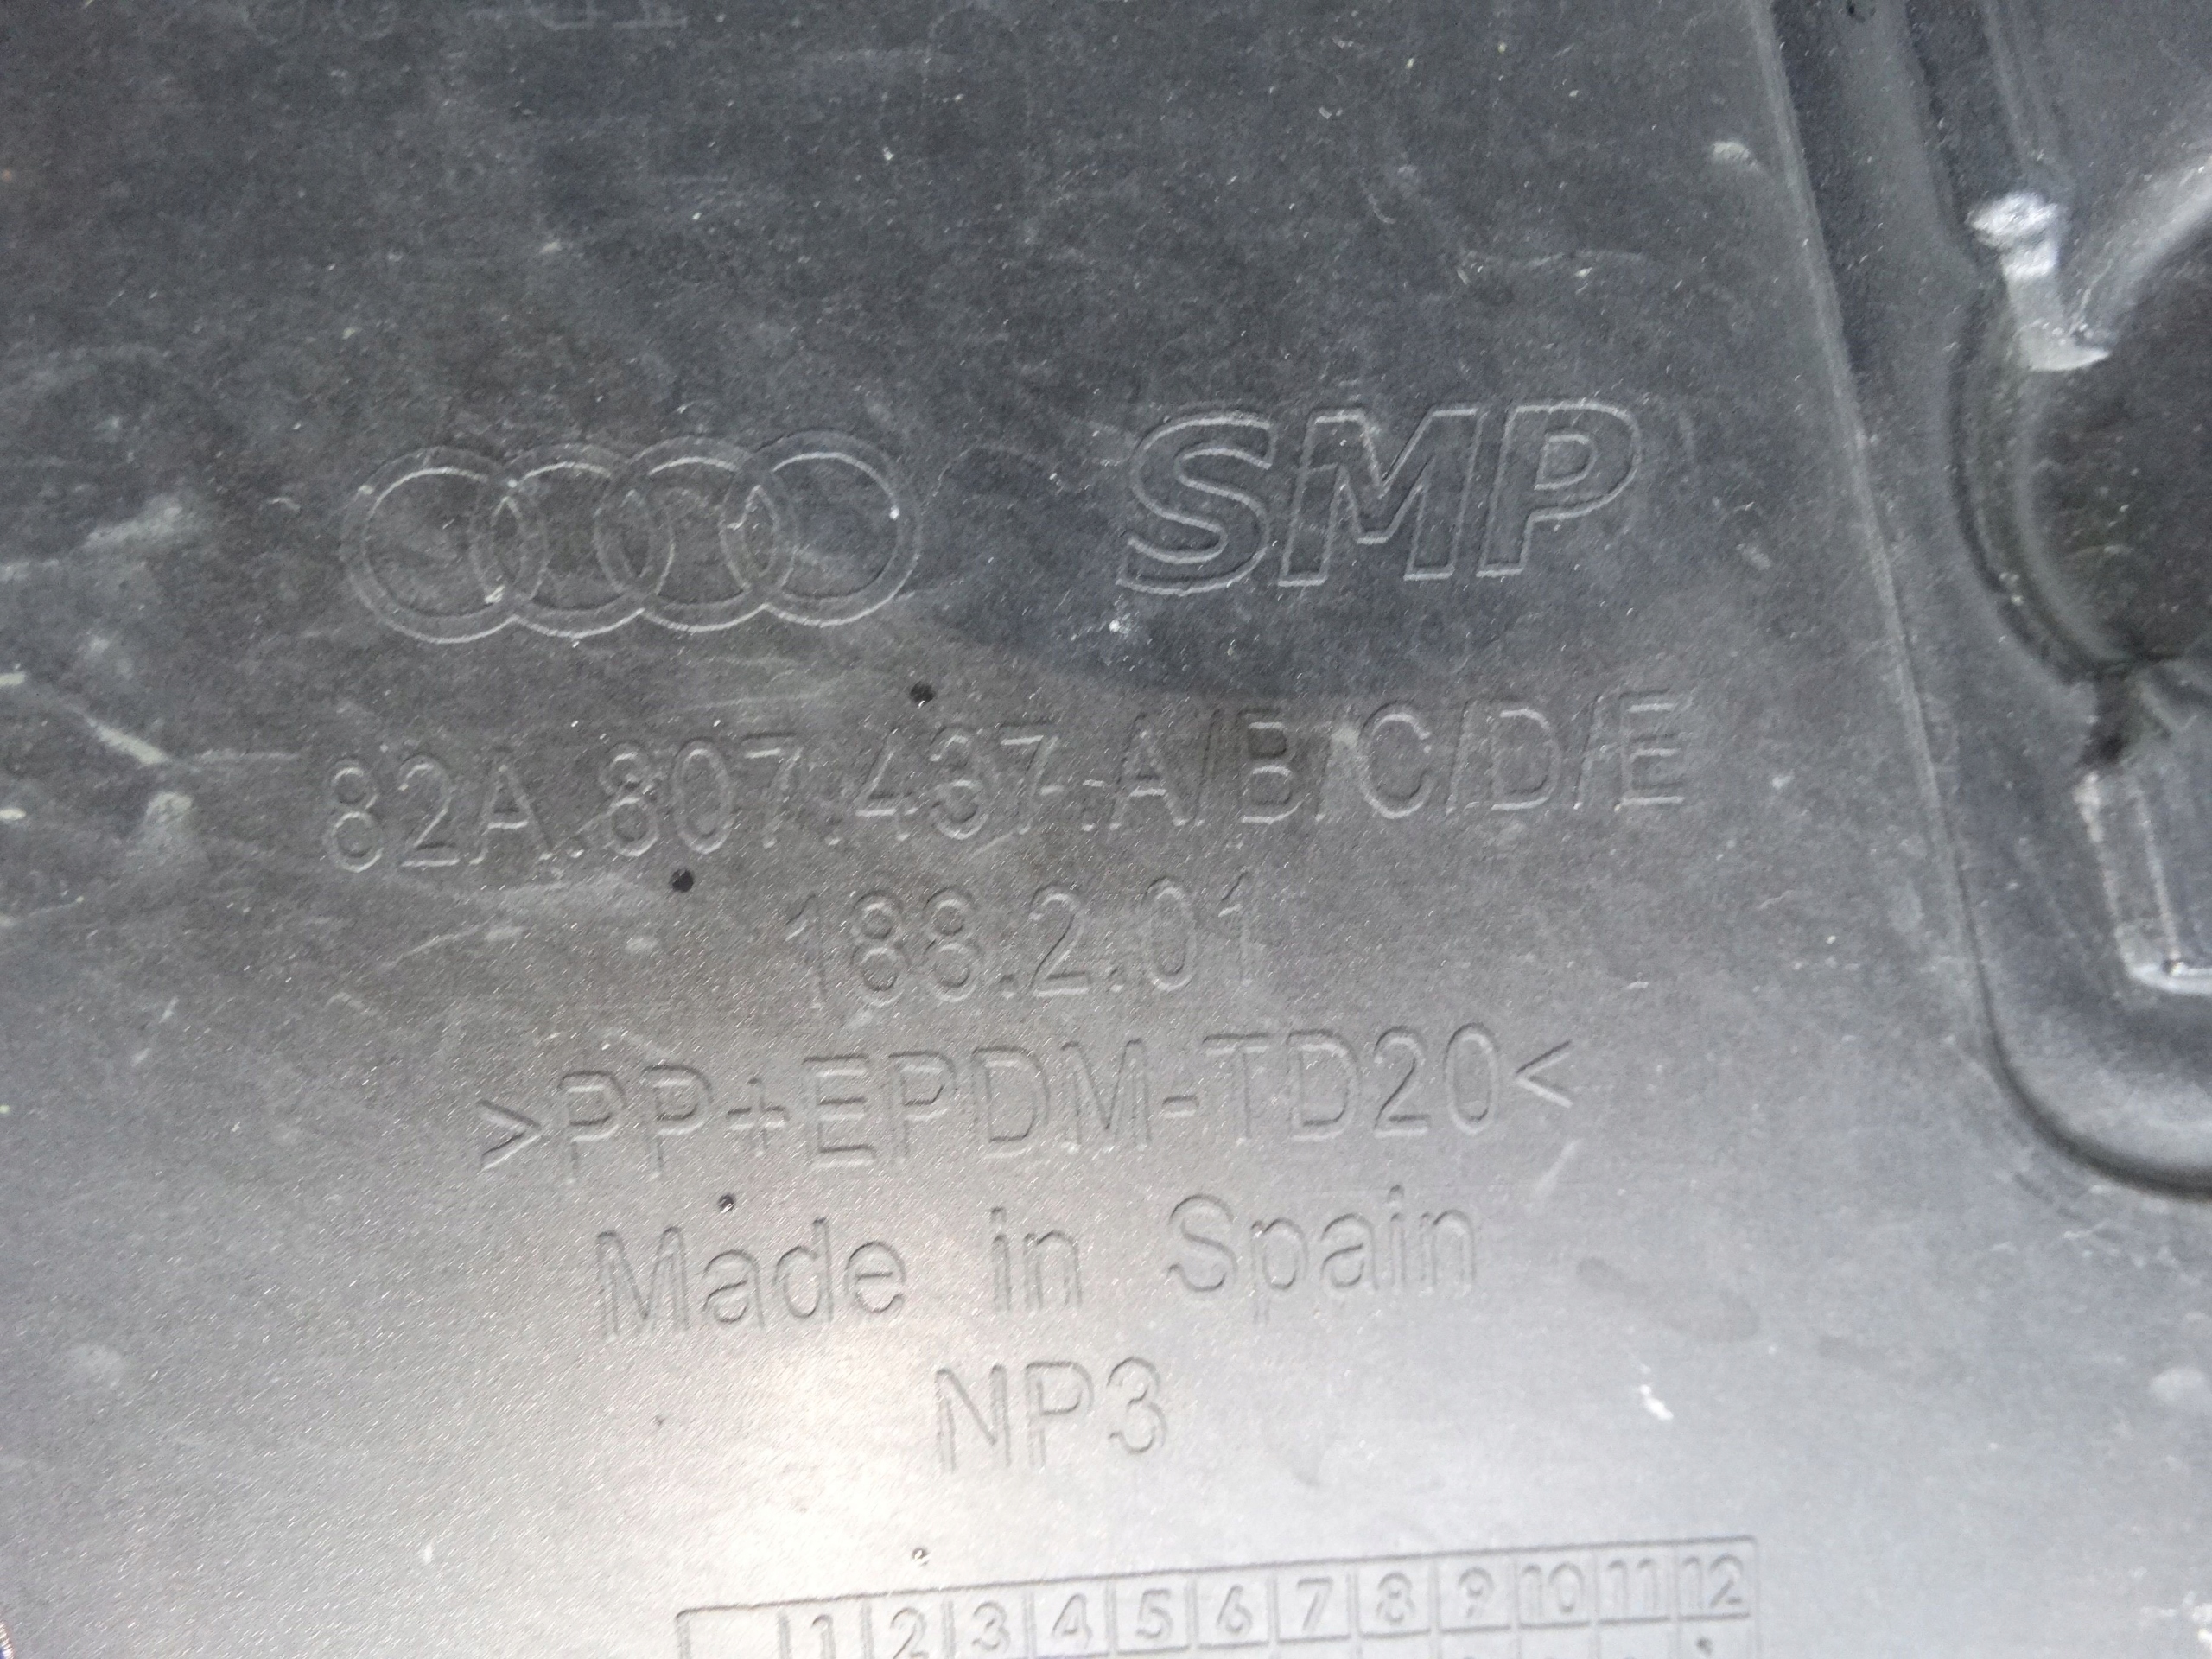 SMP
82A.807.437.A/B/C/D/E
188.2.01
>PP+EPDM-TD20<
Made in Spain
NP3
1 2 3 4 5 6 7 8 9 10 11 12